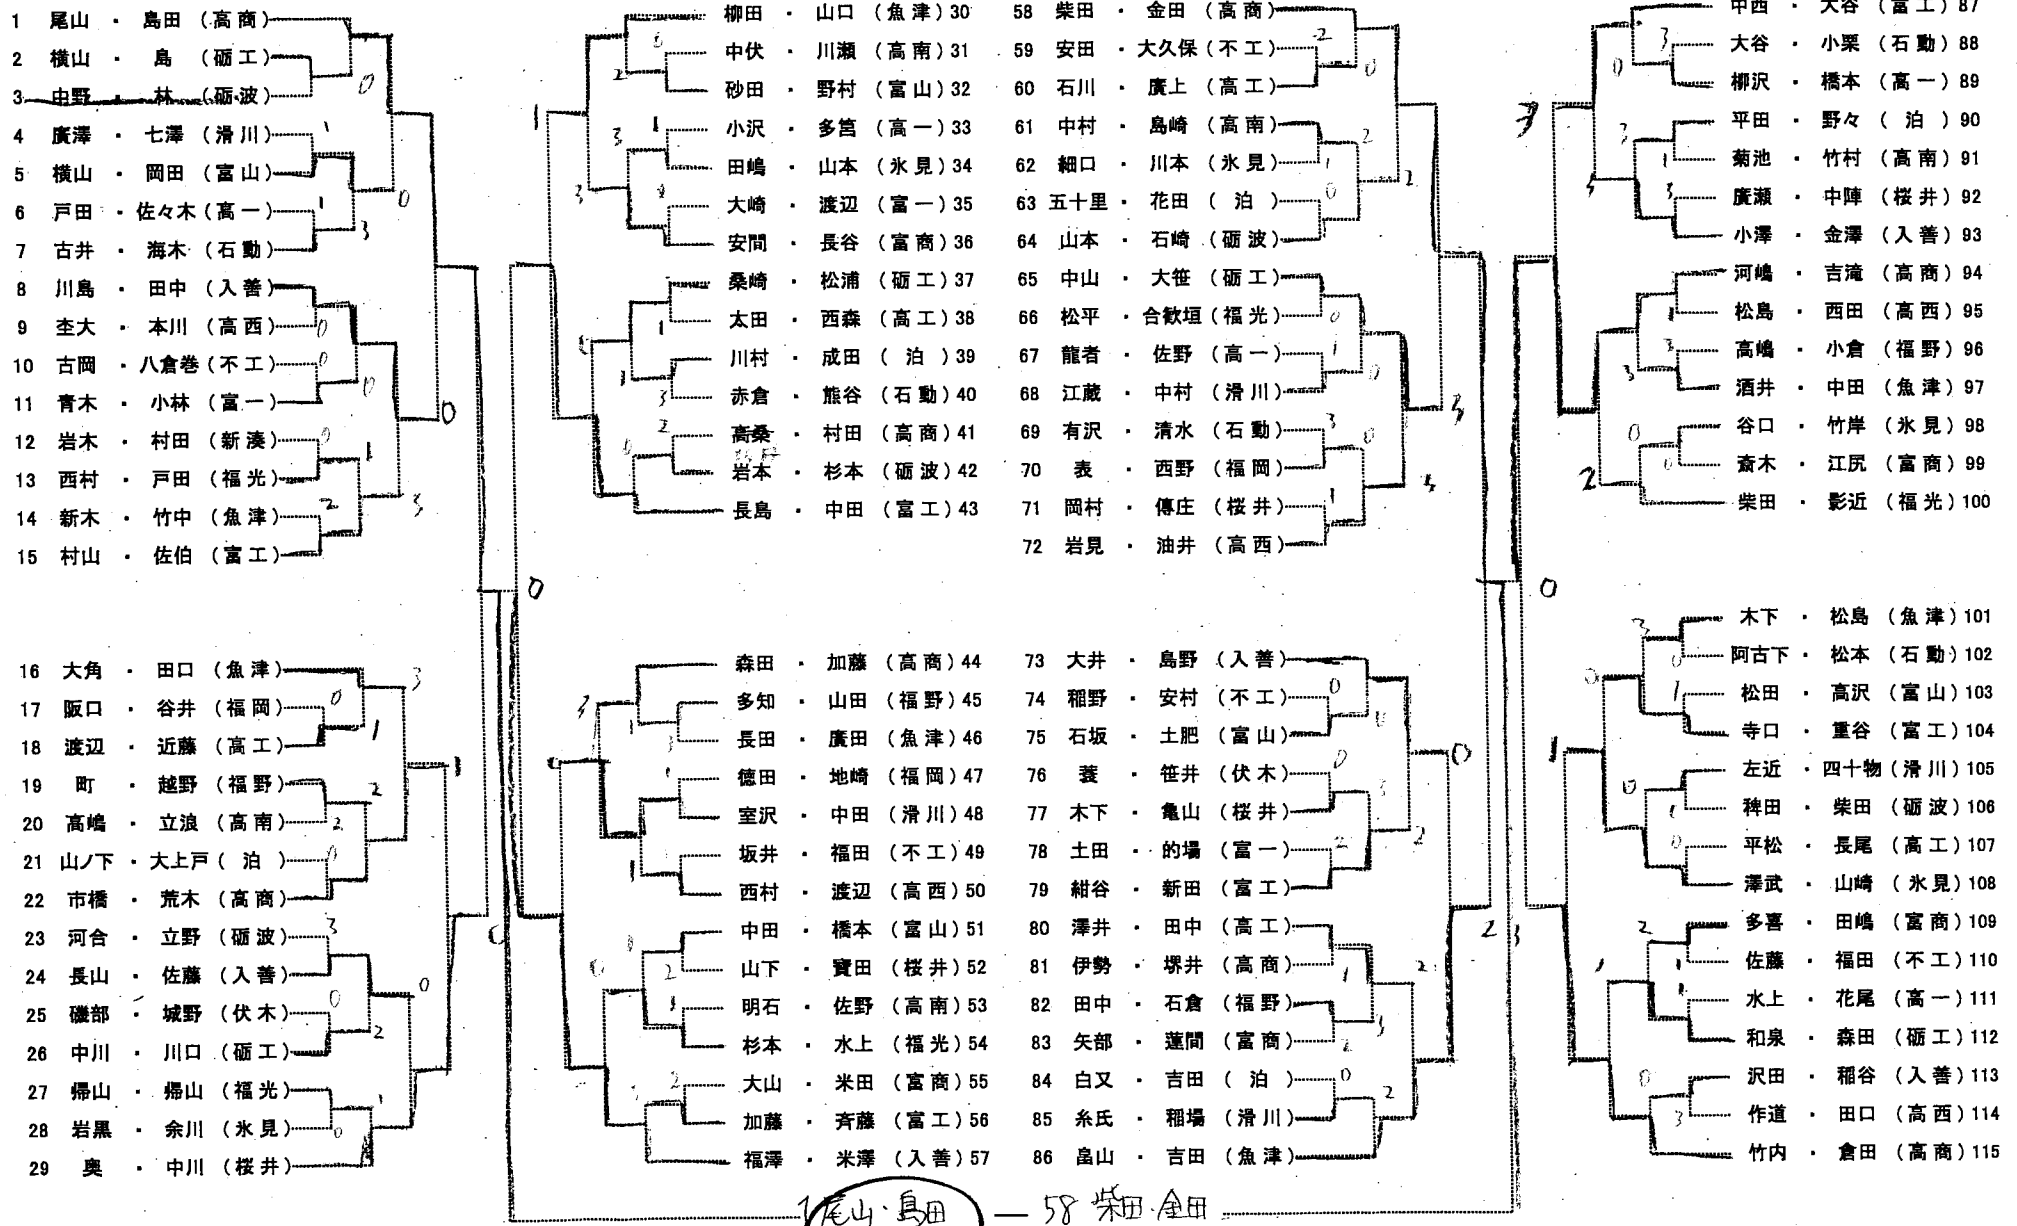 1 尾山 ・ 島田 (高商)
2 横山 ・ 島 (砺工)
3 中野 ・ 林 (砺波)
4 廣澤 ・ 七澤 (滑川)
5 横山 ・ 岡田 (富山)
6 戸田 ・ 佐々木 (高一)
7 古井 ・ 海木 (石動)
8 川島 ・ 田中 (入善)
9 杢大 ・ 本川 (高西)
10 古岡 ・ 八倉巻 (不工)
11 青木 ・ 小林 (富一)
12 岩木 ・ 村田 (新湊)
13 西村 ・ 戸田 (福光)
14 新木 ・ 竹中 (魚津)
15 村山 ・ 佐伯 (富工)
16 大角 ・ 田口 (魚津)
17 阪口 ・ 谷井 (福岡)
18 渡辺 ・ 近藤 (高工)
19 町 ・ 越野 (福野)
20 高嶋 ・ 立浪 (高南)
21 山ノ下 ・ 大上戸 (泊)
22 市橋 ・ 荒木 (高商)
23 河合 ・ 立野 (砺波)
24 長山 ・ 佐藤 (入善)
25 磯部 ・ 城野 (伏木)
26 中川 ・ 川口 (砺工)
27 帰山 ・ 帰山 (福光)
28 岩黒 ・ 余川 (氷見)
29 奥 ・ 中川 (桜井)
柳田 ・ 山口 (魚津) 30
中伏 ・ 川瀬 (高南) 31
砂田 ・ 野村 (富山) 32
小沢 ・ 多筥 (高一) 33
田嶋 ・ 山本 (氷見) 34
大崎 ・ 渡辺 (富一) 35
安間 ・ 長谷 (富商) 36
桑崎 ・ 松浦 (砺工) 37
太田 ・ 西森 (高工) 38
川村 ・ 成田 (泊) 39
赤倉 ・ 熊谷 (石動) 40
高桑 ・ 村田 (高商) 41
岩本 ・ 杉本 (砺波) 42
長島 ・ 中田 (富工) 43
森田 ・ 加藤 (高商) 44
多知 ・ 山田 (福野) 45
長田 ・ 廣田 (魚津) 46
徳田 ・ 地崎 (福岡) 47
室沢 ・ 中田 (滑川) 48
坂井 ・ 福田 (不工) 49
西村 ・ 渡辺 (高西) 50
中田 ・ 橋本 (富山) 51
山下 ・ 寳田 (桜井) 52
明石 ・ 佐野 (高南) 53
杉本 ・ 水上 (福光) 54
大山 ・ 米田 (富商) 55
加藤 ・ 斉藤 (富工) 56
福澤 ・ 米澤 (入善) 57
58 柴田 ・ 金田 (高商)
59 安田 ・ 大久保 (不工)
60 石川 ・ 廣上 (高工)
61 中村 ・ 島崎 (高南)
62 細口 ・ 川本 (氷見)
63 五十里 ・ 花田 (泊)
64 山本 ・ 石崎 (砺波)
65 中山 ・ 大笹 (砺工)
66 松平 ・ 合歓垣 (福光)
67 龍者 ・ 佐野 (高一)
68 江蔵 ・ 中村 (滑川)
69 有沢 ・ 清水 (石動)
70 表 ・ 西野 (福岡)
71 岡村 ・ 傳庄 (桜井)
72 岩見 ・ 油井 (高西)
73 大井 ・ 島野 (入善)
74 稲野 ・ 安村 (不工)
75 石坂 ・ 土肥 (富山)
76 蓑 ・ 笹井 (伏木)
77 木下 ・ 亀山 (桜井)
78 土田 ・ 的場 (富一)
79 紺谷 ・ 新田 (富工)
80 澤井 ・ 田中 (高工)
81 伊勢 ・ 堺井 (高商)
82 田中 ・ 石倉 (福野)
83 矢部 ・ 蓮間 (富商)
84 白又 ・ 吉田 (泊)
85 糸氏 ・ 稲場 (滑川)
86 畠山 ・ 吉田 (魚津)
中西 ・ 大谷 (富工) 87
大谷 ・ 小栗 (石動) 88
柳沢 ・ 橋本 (高一) 89
平田 ・ 野々 (泊) 90
菊池 ・ 竹村 (高南) 91
廣瀬 ・ 中陣 (桜井) 92
小澤 ・ 金澤 (入善) 93
河嶋 ・ 吉滝 (高商) 94
松島 ・ 西田 (高西) 95
高嶋 ・ 小倉 (福野) 96
酒井 ・ 中田 (魚津) 97
谷口 ・ 竹岸 (氷見) 98
斎木 ・ 江尻 (富商) 99
柴田 ・ 影近 (福光) 100
木下 ・ 松島 (魚津) 101
阿古下 ・ 松本 (石動) 102
松田 ・ 高沢 (富山) 103
寺口 ・ 重谷 (富工) 104
左近 ・ 四十物 (滑川) 105
稗田 ・ 柴田 (砺波) 106
平松 ・ 長尾 (高工) 107
澤武 ・ 山崎 (氷見) 108
多喜 ・ 田嶋 (富商) 109
佐藤 ・ 福田 (不工) 110
水上 ・ 花尾 (高一) 111
和泉 ・ 森田 (砺工) 112
沢田 ・ 稲谷 (入善) 113
作道 ・ 田口 (高西) 114
竹内 ・ 倉田 (高商) 115
1 尾山・島田 — 58 柴田・金田